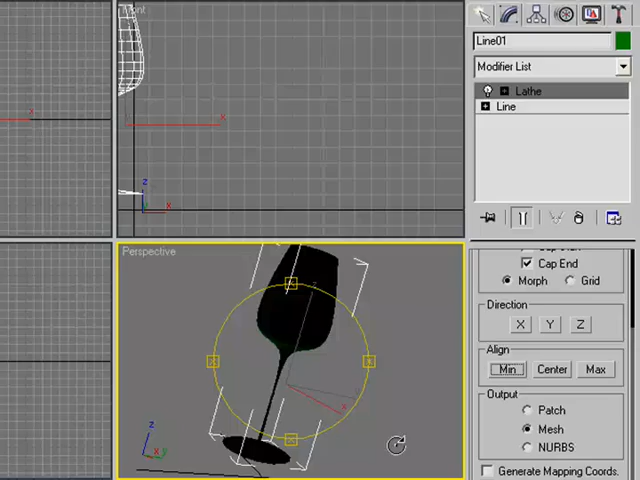 Front
Line01
Modifier List
Lathe
Line
x
x
z
x
Perspective
Cap End
Morph
Grid
Direction
X Y Z
Align
Min Center Max
Output
Patch
Mesh
NURBS
Generate Mapping Coords.
z
x y
x